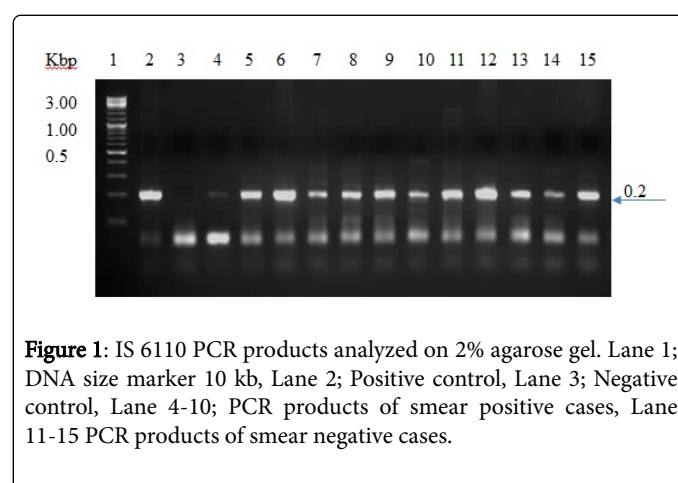 Kbp 1 2 3 4 5 6 7 8 9 10 11 12 13 14 15
3.00
1.00
0.5
0.2
Figure 1: IS 6110 PCR products analyzed on 2% agarose gel. Lane 1;
DNA size marker 10 kb, Lane 2; Positive control, Lane 3; Negative
control, Lane 4-10; PCR products of smear positive cases, Lane
11-15 PCR products of smear negative cases.